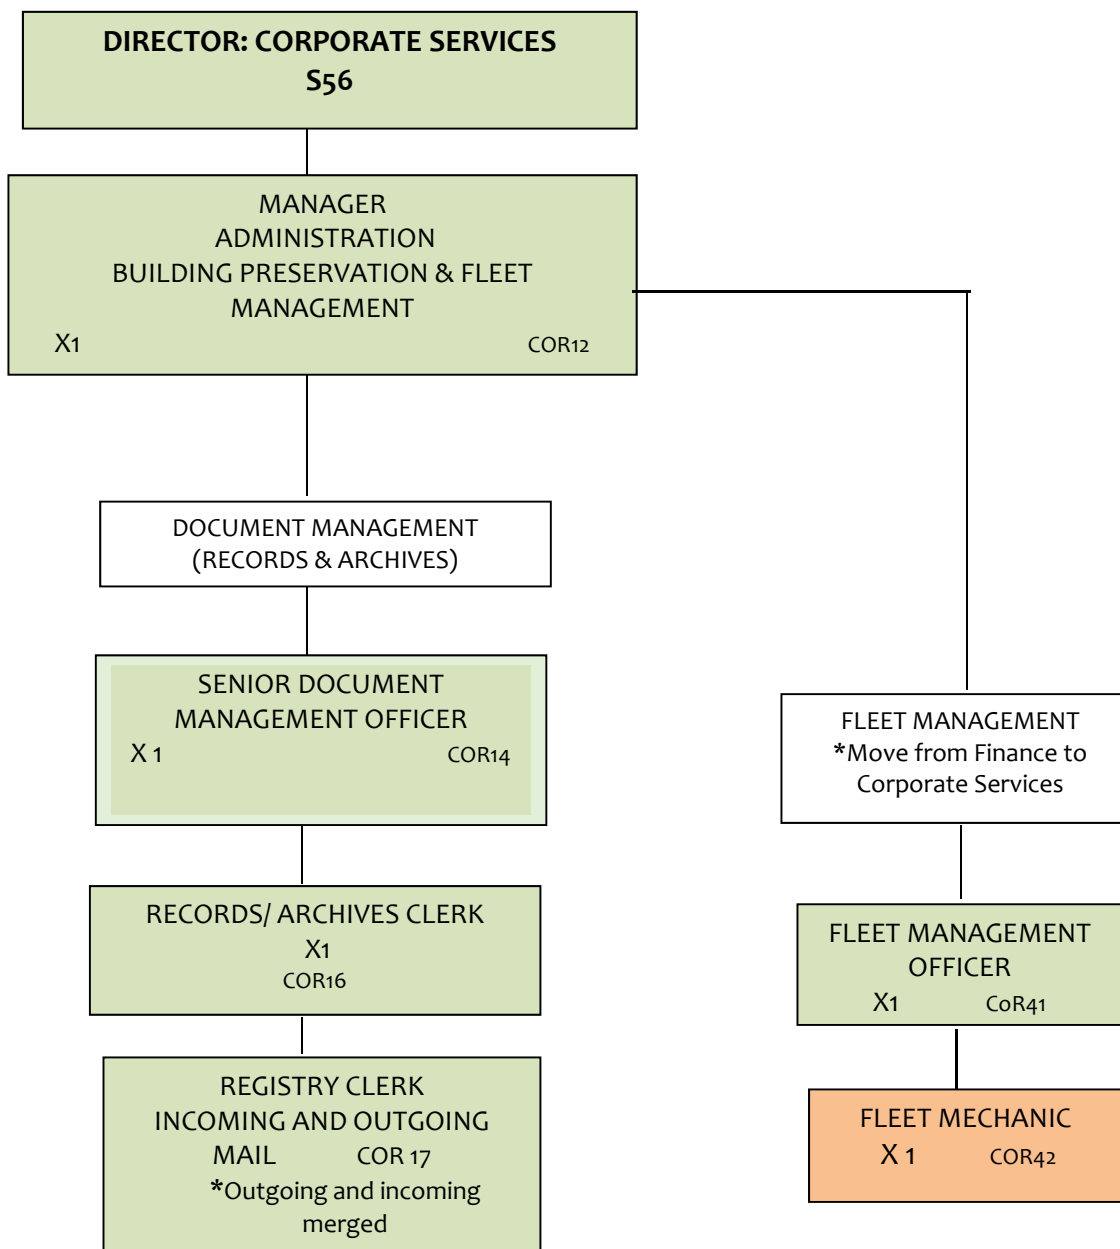 DIRECTOR: CORPORATE SERVICES
S56
MANAGER
ADMINISTRATION
BUILDING PRESERVATION & FLEET
MANAGEMENT
X1 COR12
DOCUMENT MANAGEMENT
(RECORDS & ARCHIVES)
SENIOR DOCUMENT
MANAGEMENT OFFICER
X 1 COR14
RECORDS/ ARCHIVES CLERK
X1
COR16
REGISTRY CLERK
INCOMING AND OUTGOING
MAIL COR 17
*Outgoing and incoming
merged
FLEET MANAGEMENT
*Move from Finance to
Corporate Services
FLEET MANAGEMENT
OFFICER
X1 CoR41
FLEET MECHANIC
X 1 COR42